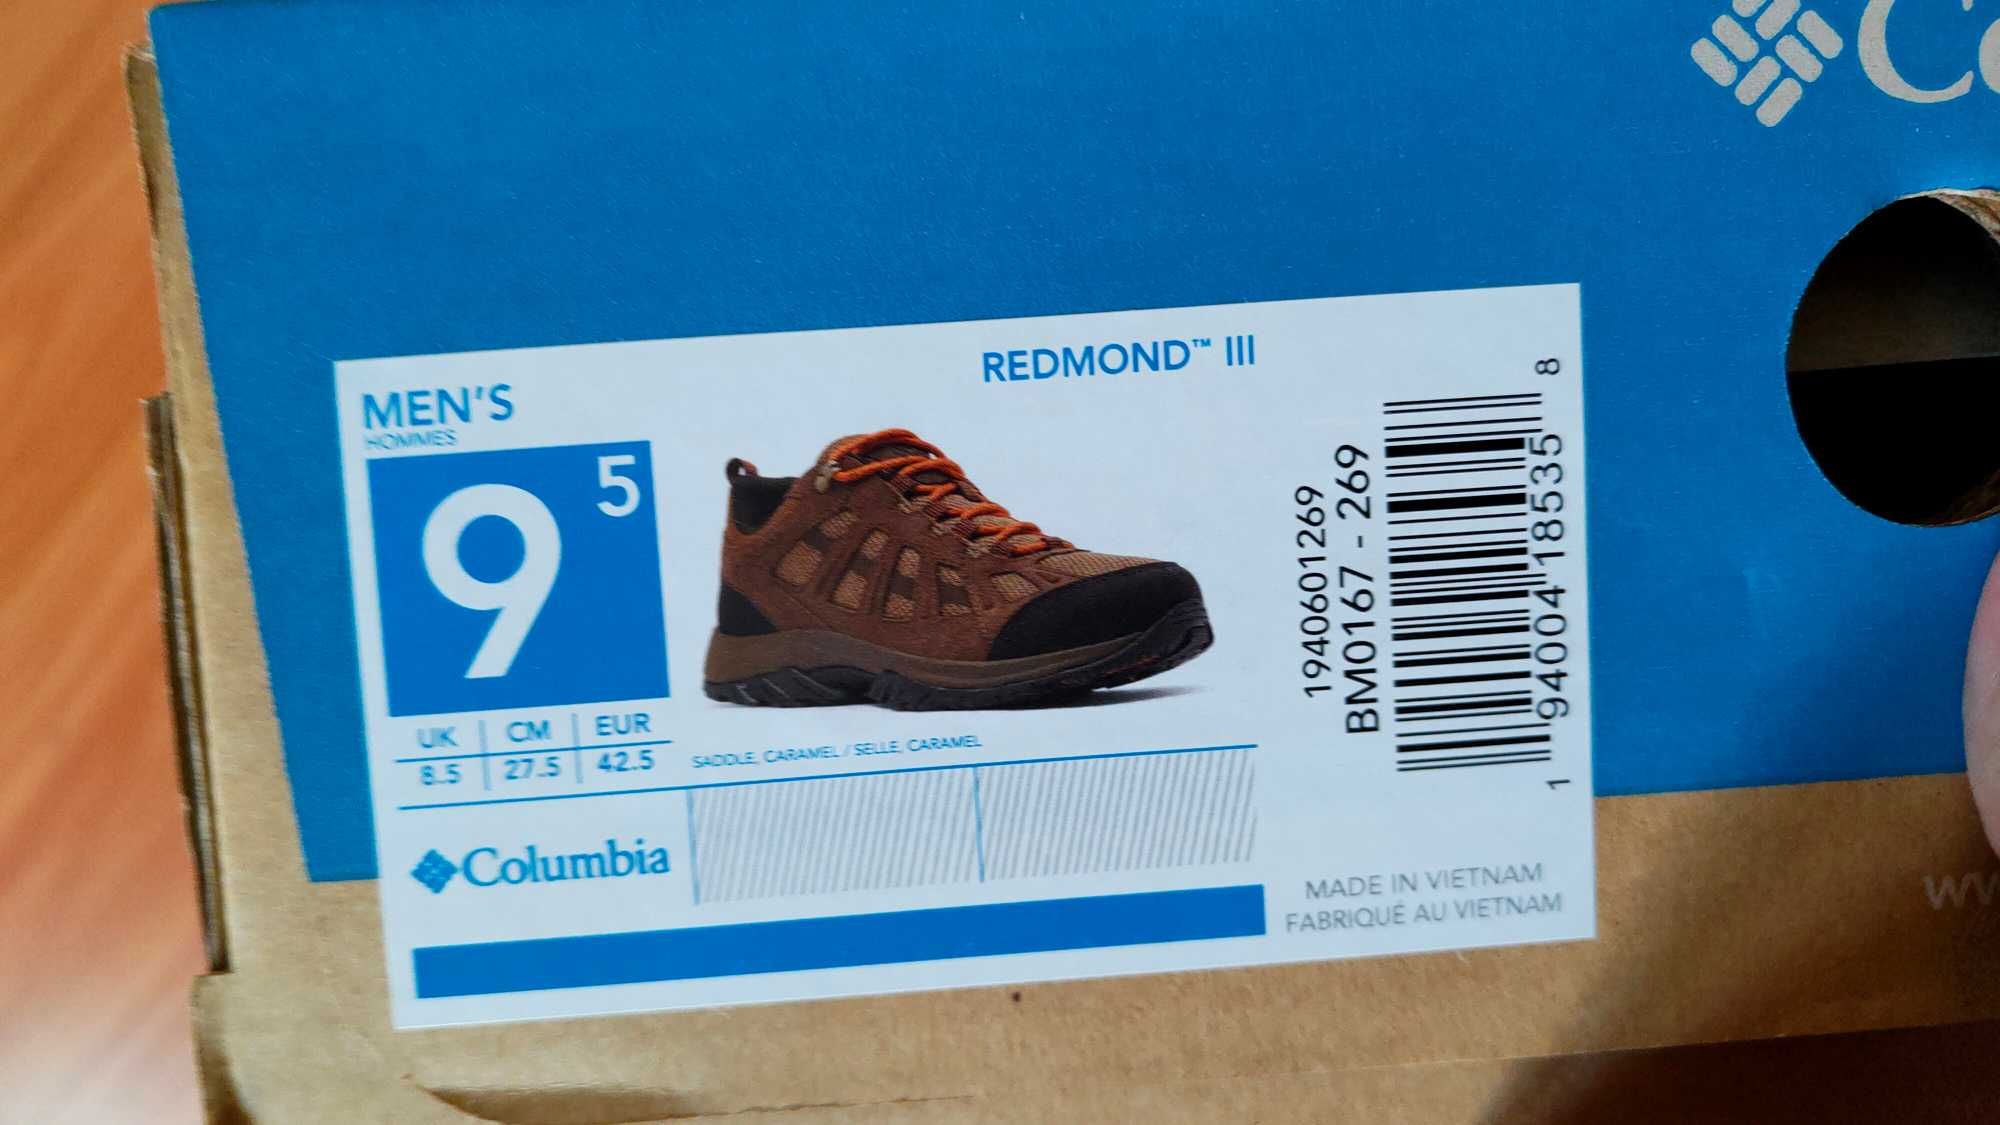 REDMOND™ III
MEN'S
HOMMES
9 5
UK | CM | EUR
8.5 | 27.5 | 42.5
SADDLE, CARAMEL / SELLE, CARAMEL
Columbia
1940601269
BM0167 - 269
1 94004 18535 8
MADE IN VIETNAM
FABRIQUÉ AU VIETNAM